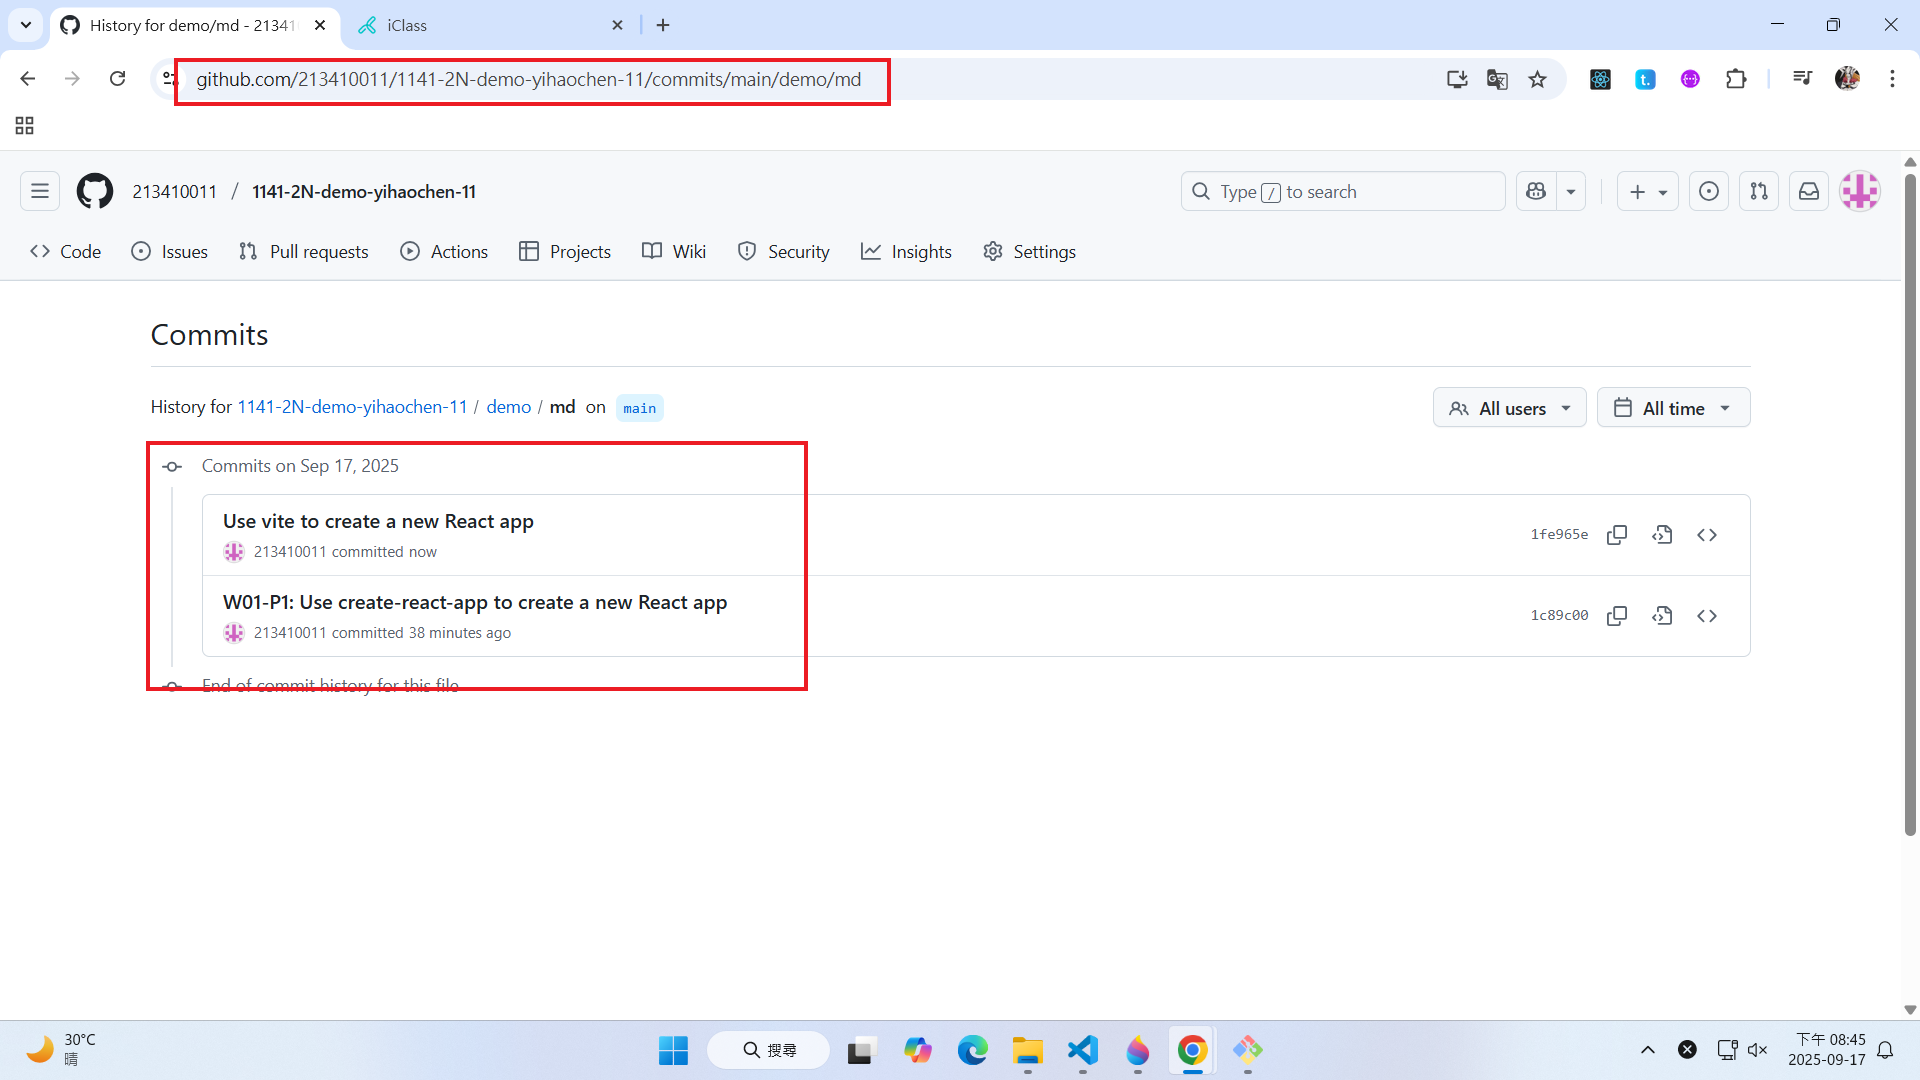 History for demo/md - 21341
iClass
github.com/213410011/1141-2N-demo-yihaochen-11/commits/main/demo/md
213410011 / 1141-2N-demo-yihaochen-11
Type / to search
Code
Issues
Pull requests
Actions
Projects
Wiki
Security
Insights
Settings
Commits
History for 1141-2N-demo-yihaochen-11 / demo / md on main
All users
All time
Commits on Sep 17, 2025
Use vite to create a new React app
213410011 committed now
1fe965e
W01-P1: Use create-react-app to create a new React app
213410011 committed 38 minutes ago
1c89c00
End of commit history for this file
30°C
晴
搜尋
下午 08:45
2025-09-17